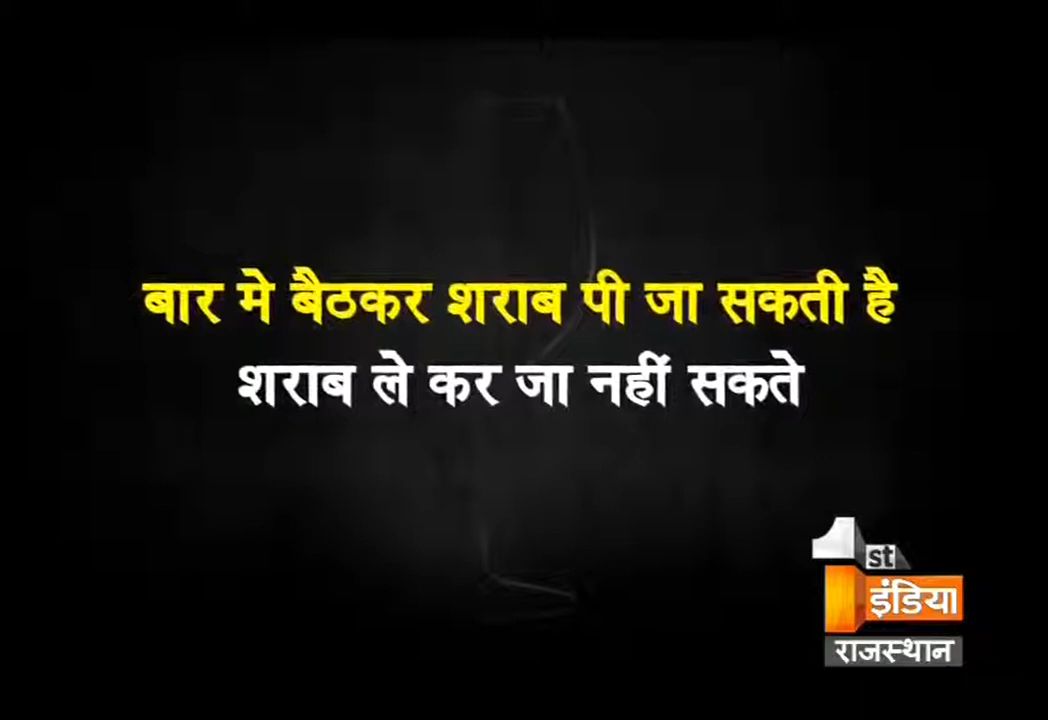 बार मे बैठकर शराब पी जा सकती है
शराब ले कर जा नहीं सकते
1st
इंडिया
राजस्थान